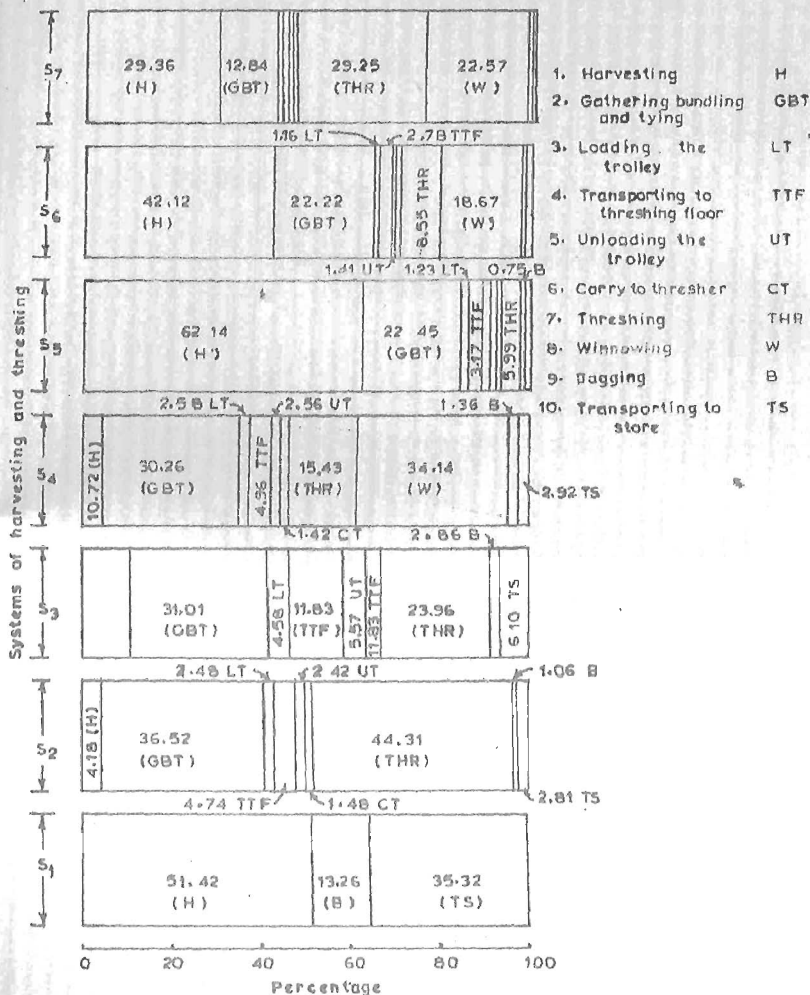 S7
29.36
(H)
12.84
(GBT)
29.25
(THR)
22.57
(W)
1.16 LT
2.78 TTF
S6
42.12
(H)
22.22
(GBT)
8.55 THR
18.67
(W)
1.41 UT
1.23 LT
0.75 B
S5
62 14
(H)
22 45
(GBT)
3.17 TTF
5.99 THR
2.58 LT
2.56 UT
1.36 B
S4
10.72 (H)
30.26
(GBT)
4.96 TTF
15.43
(THR)
34.14
(W)
2.92 TS
1.42 CT
2.86 B
S3
31.01
(GBT)
4.58 LT
11.83
(TTF)
5.57 UT
11.83 TTF
23.96
(THR)
6.10 TS
2.48 LT
2 42 UT
1.06 B
S2
4.18 (H)
36.52
(GBT)
44.31
(THR)
4.74 TTF
1.48 CT
2.81 TS
S1
51.42
(H)
13.26
(B)
35.32
(TS)
0 20 40 60 80 100
Percentage
Systems of harvesting and threshing
1. Harvesting H
2. Gathering bundling GBT
and tying
3. Loading the LT
trolley
4. Transporting to TTF
threshing floor
5. Unloading the UT
trolley
6. Carry to thresher CT
7. Threshing THR
8. Winnowing W
9. Bagging B
10. Transporting to TS
store